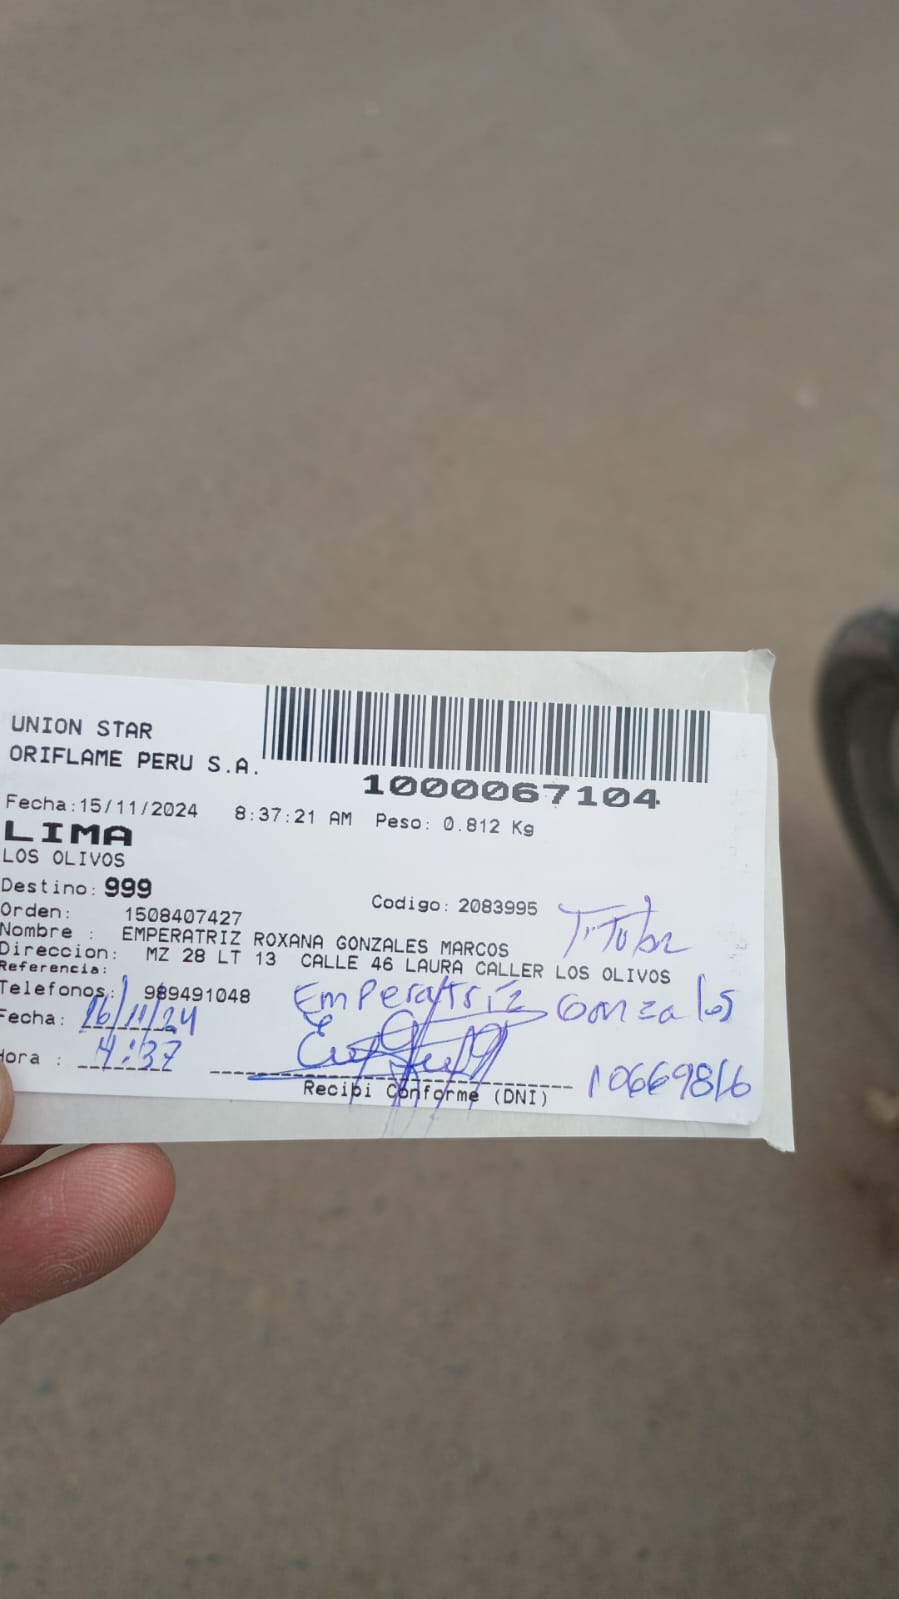 UNION STAR
ORIFLAME PERU S.A.
1000067104
Fecha:15/11/2024 8:37:21 AM Peso: 0.812 Kg
LIMA
LOS OLIVOS
Destino: 999 Codigo: 2083995
Orden: 1508407427 Titular
Nombre : EMPERATRIZ ROXANA GONZALES MARCOS
Direccion: MZ 28 LT 13 CALLE 46 LAURA CALLER LOS OLIVOS
Referencia:
Telefonos: 989491048 Emperatriz Gonzales
Fecha: 16/11/24
Hora : 4:37
Recibi Conforme (DNI) 10669816